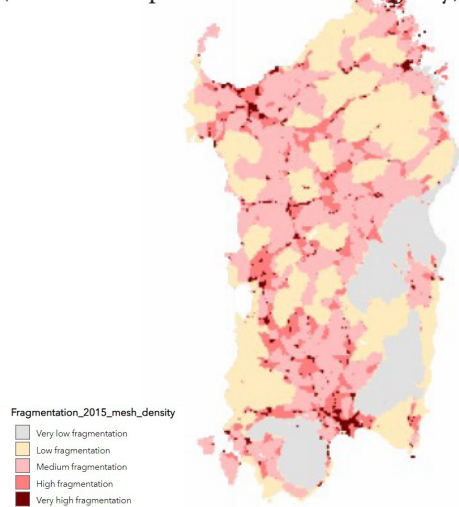 Fragmentation_2015_mesh_density
Very low fragmentation
Low fragmentation
Medium fragmentation
High fragmentation
Very high fragmentation